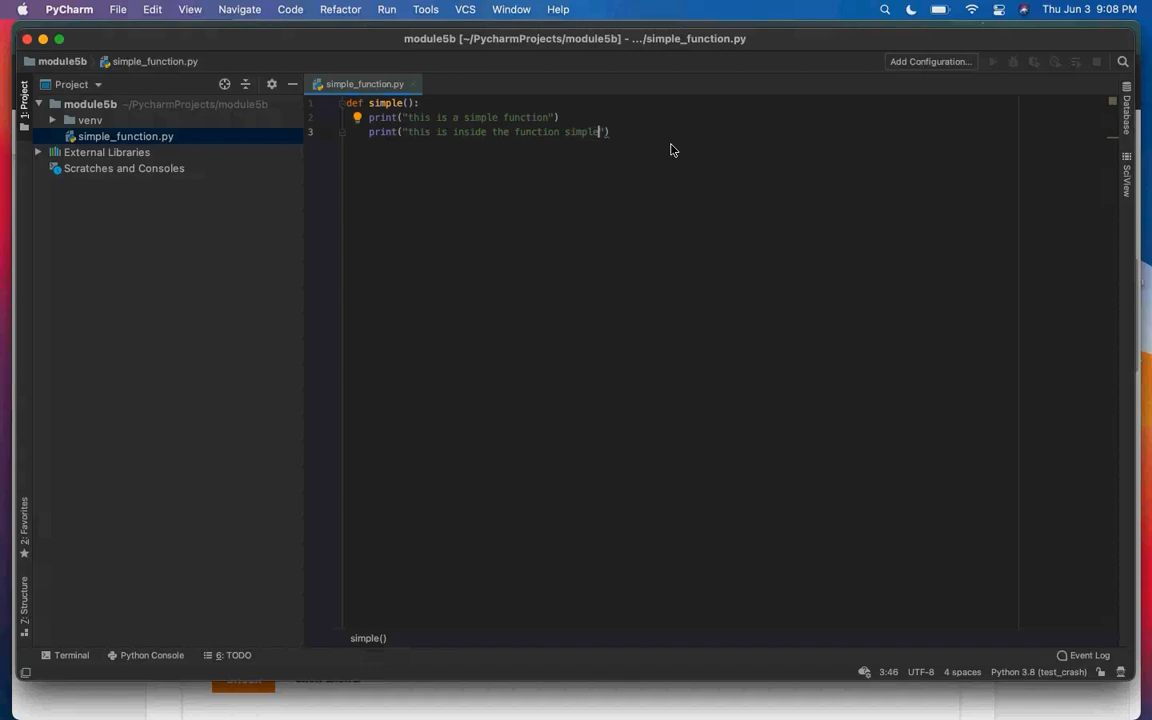 PyCharm File Edit View Navigate Code Refactor Run Tools VCS Window Help Thu Jun 3 9:08 PM
module5b [~/PycharmProjects/module5b] - .../simple_function.py
module5b simple_function.py Add Configuration...
1: Project
Project
simple_function.py
module5b ~/PycharmProjects/module5b
venv
simple_function.py
External Libraries
Scratches and Consoles
1 def simple():
2 print("this is a simple function")
3 print("this is inside the function simple")
Database
SciView
2: Favorites
7: Structure
simple()
Terminal Python Console 6: TODO Event Log
3:46 UTF-8 4 spaces Python 3.8 (test_crash)